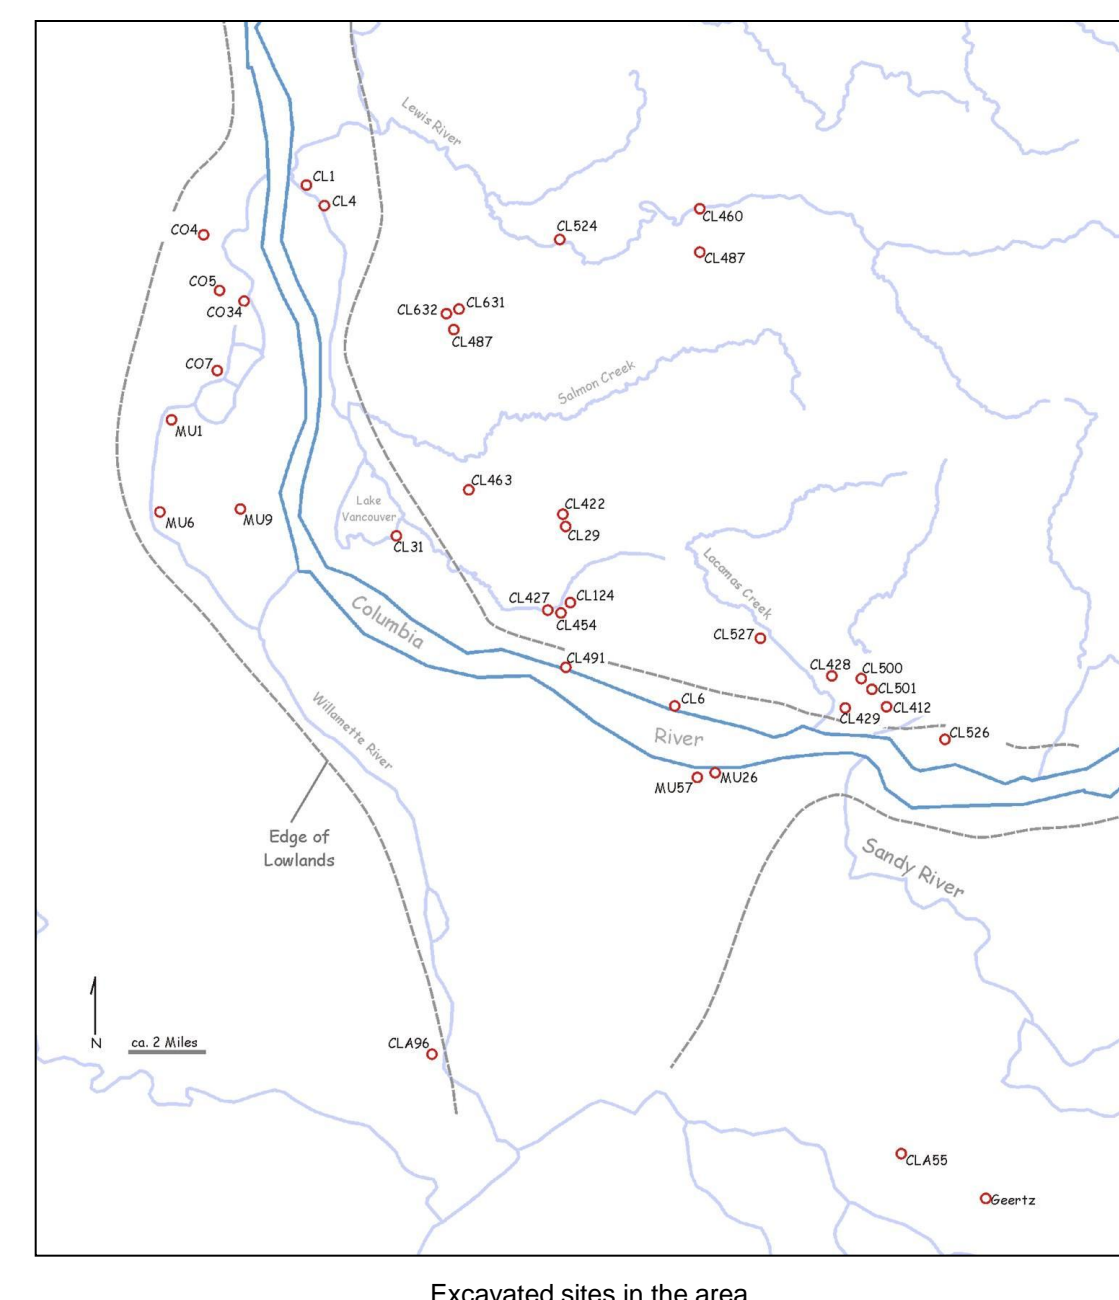 Lewis River
CL1
CL4
CO4
CL524
CL460
CL487
CO5
CO34
CL632
CL631
CL487
CO7
Salmon Creek
MU1
CL463
Lake
Vancouver
CL422
CL29
MU6
MU9
CL31
Lacamas Creek
CL427
CL124
CL454
Columbia
CL527
CL491
CL428
CL500
CL501
CL6
CL412
CL429
River
CL526
Willamette River
MU57
MU26
Edge of
Lowlands
Sandy River
N
ca. 2 Miles
CLA96
CLA55
Geertz
Excavated sites in the area